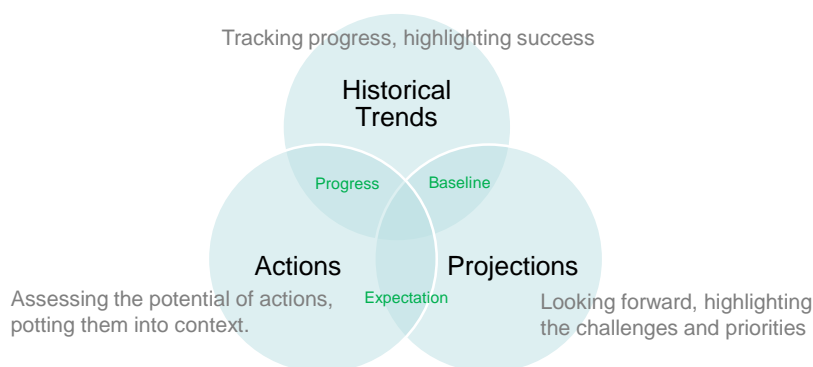 Tracking progress, highlighting success
Historical
Trends
Progress
Baseline
Actions
Projections
Assessing the potential of actions,
potting them into context.
Expectation
Looking forward, highlighting
the challenges and priorities